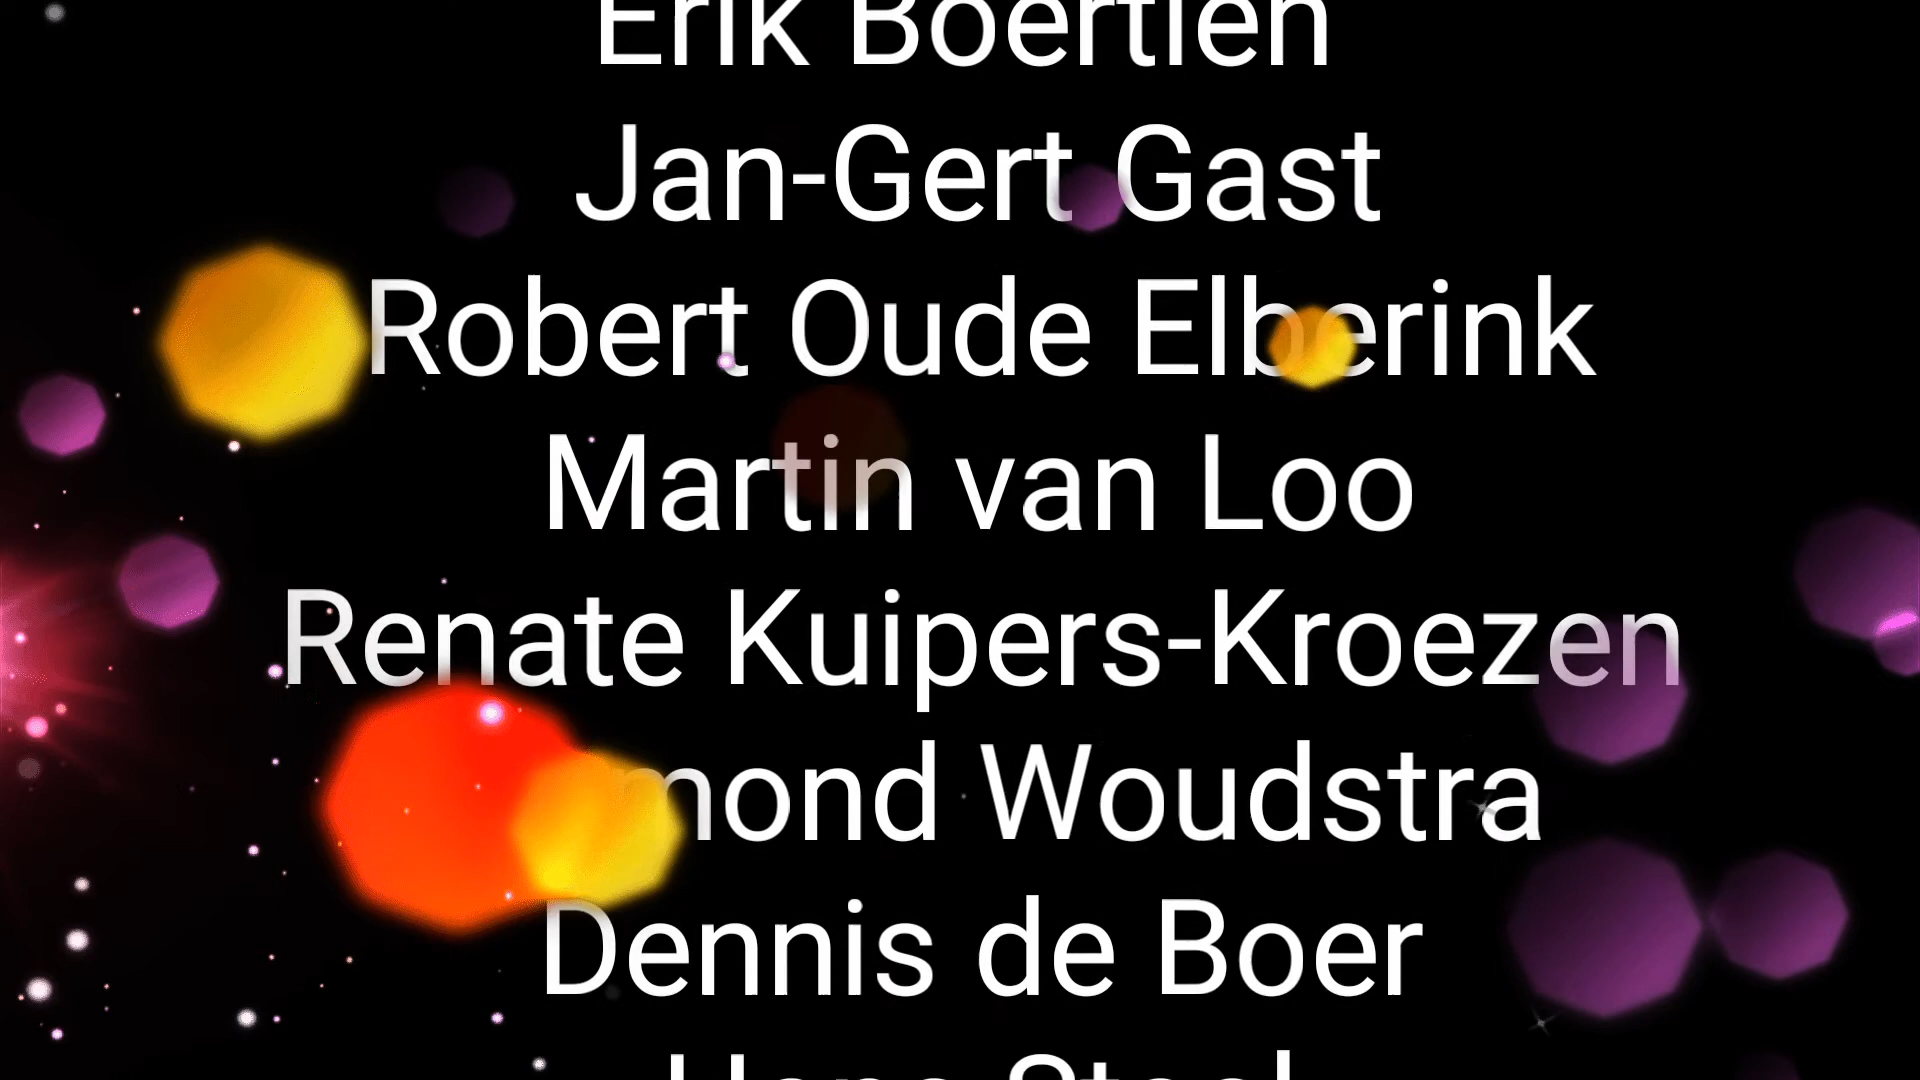 Erik Boertien
Jan-Gert Gast
Robert Oude Elberink
Martin van Loo
Renate Kuipers-Kroezen
Woudstra
Dennis de Boer